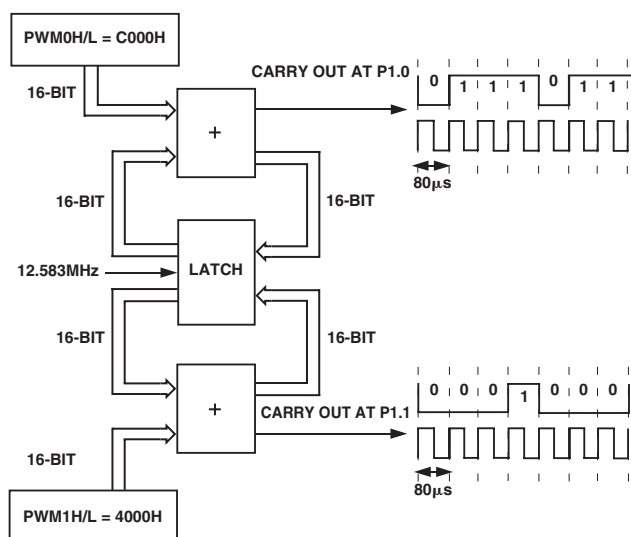 PWM0H/L = C000H
16-BIT
CARRY OUT AT P1.0
0 1 1 1 0 1 1
+
80μs
16-BIT
16-BIT
12.583MHz
LATCH
16-BIT
16-BIT
0 0 0 1 0 0 0
+
CARRY OUT AT P1.1
16-BIT
80μs
PWM1H/L = 4000H